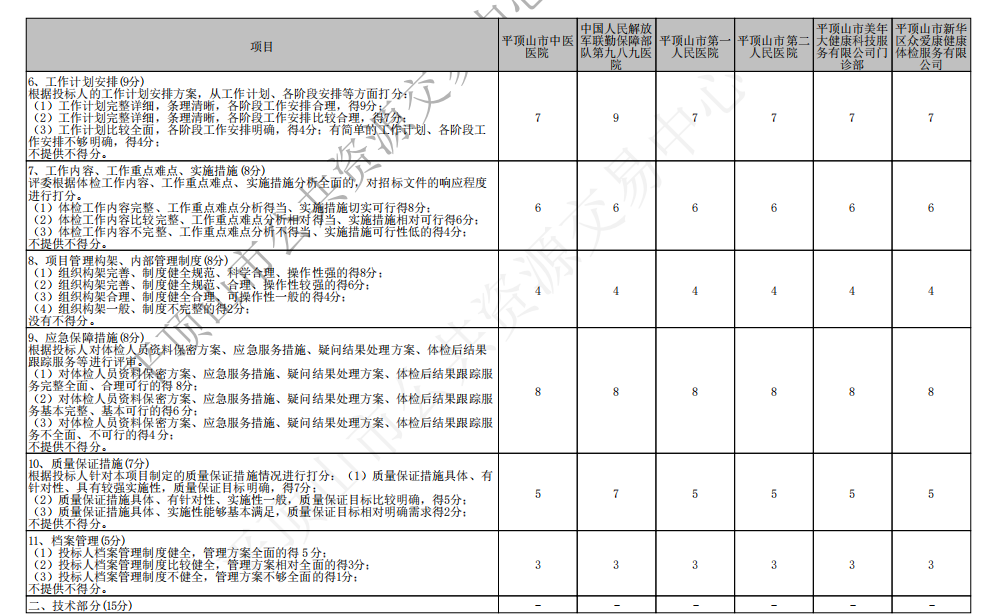 项目
平顶山市中医
医院
中国人民解放
军联勤保障部
队第九八九医
院
平顶山市第一
人民医院
平顶山市第二
人民医院
平顶山市美年
大健康科技服
务有限公司门
诊部
平顶山市新华
区众爱康健康
体检服务有限
公司
6、工作计划安排(9分)
根据投标人的工作计划安排方案，从工作计划、各阶段安排等方面打分：
（1）工作计划完整详细，条理清晰，各阶段工作安排合理，得9分；
（2）工作计划完整详细，条理清晰，各阶段工作安排比较合理，得7分；
（3）工作计划比较全面，各阶段工作安排明确，得4分；有简单的工作计划、各阶段工
作安排不够明确，得4分；
不提供不得分。
7 9 7 7 7 7
7、工作内容、工作重点难点、实施措施(8分)
评委根据体检工作内容、工作重点难点、实施措施分析全面的，对招标文件的响应程度
进行打分。
（1）体检工作内容完整、工作重点难点分析得当、实施措施切实可行得8分；
（2）体检工作内容比较完整、工作重点难点分析相对得当、实施措施相对可行得6分；
（3）体检工作内容不完整、工作重点难点分析不得当、实施措施可行性低的得4分；
不提供不得分。
6 6 6 6 6 6
8、项目管理构架、内部管理制度(8分)
（1）组织构架完善、制度健全规范、科学合理、操作性强的得8分；
（2）组织构架完善、制度健全规范、合理、操作性较强的得6分；
（3）组织构架合理、制度健全合理、可操作性一般的得4分；
（4）组织构架一般、制度不完整的得2分；
没有不得分。
4 4 4 4 4 4
9、应急保障措施(8分)
根据投标人对体检人员资料保密方案、应急服务措施、疑问结果处理方案、体检后结果
跟踪服务等进行评审。
（1）对体检人员资料保密方案、应急服务措施、疑问结果处理方案、体检后结果跟踪服
务完整全面、合理可行的得 8分；
（2）对体检人员资料保密方案、应急服务措施、疑问结果处理方案、体检后结果跟踪服
务基本完整、基本可行的得6 分；
（3）对体检人员资料保密方案、应急服务措施、疑问结果处理方案、体检后结果跟踪服
务不全面、不可行的得4 分；
不提供不得分。
8 8 8 8 8 8
10、质量保证措施(7分)
根据投标人针对本项目制定的质量保证措施情况进行打分：（1）质量保证措施具体、有
针对性、具有较强实施性，质量保证目标明确，得7分；
（2）质量保证措施具体、有针对性、实施性一般，质量保证目标比较明确，得5分；
（3）质量保证措施具体、实施性能够基本满足，质量保证目标相对明确需求得2分；
不提供不得分。
5 7 5 5 5 5
11、档案管理(5分)
（1）投标人档案管理制度健全，管理方案全面的得 5 分；
（2）投标人档案管理制度比较健全，管理方案相对全面的得3分；
（3）投标人档案管理制度不健全，管理方案不够全面的得1分；
不提供不得分。
3 3 3 3 3 3
二、技术部分(15分)
- - - - - -
平顶山市公共资源交易中心
平顶山市公共资源交易中心